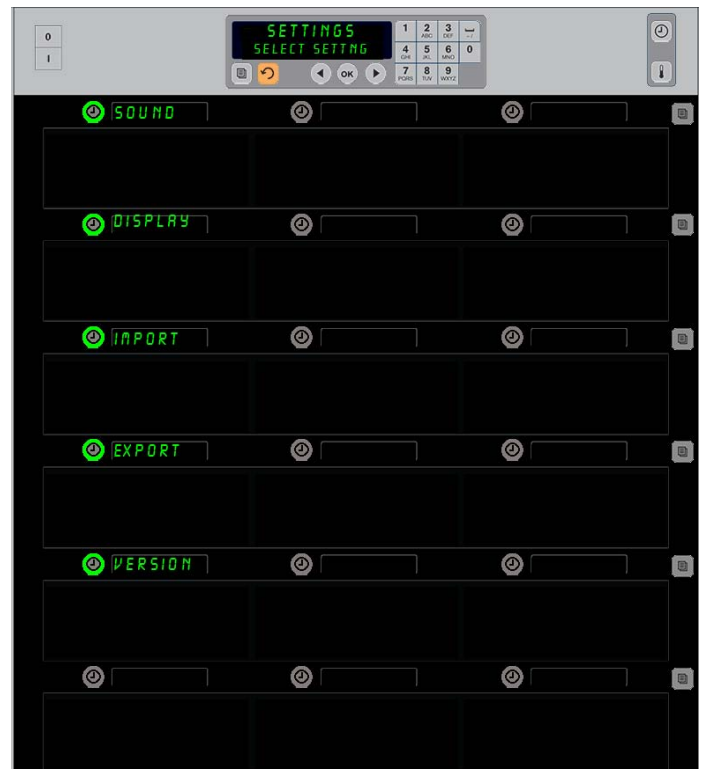 0
I
SETTINGS
SELECT SETTNG
1 2 ABC 3 DEF
4 GHI 5 JKL 6 MNO 0
7 PQRS 8 TUV 9 WXYZ
OK
SOUND
DISPLAY
IMPORT
EXPORT
VERSION